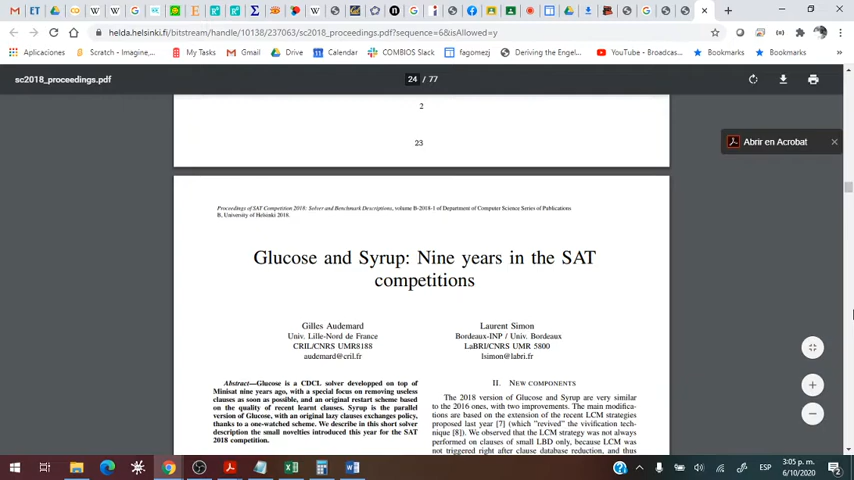 helda.helsinki.fi/bitstream/handle/10138/237063/sc2018_proceedings.pdf?sequence=6&isAllowed=y
Aplicaciones Scratch - Imagine,... My Tasks Gmail Drive Calendar COMBIOS Slack fagomezj Deriving the Engel... YouTube - Broadcas... Bookmarks Bookmarks
sc2018_proceedings.pdf 24 / 77
2
23
Abrir en Acrobat
Proceedings of SAT Competition 2018: Solver and Benchmark Descriptions, volume B-2018-1 of Department of Computer Science Series of Publications
B, University of Helsinki 2018.
Glucose and Syrup: Nine years in the SAT
competitions
Gilles Audemard
Univ. Lille-Nord de France
CRIL/CNRS UMR8188
audemard@cril.fr
Laurent Simon
Bordeaux-INP / Univ. Bordeaux
LaBRI/CNRS UMR 5800
lsimon@labri.fr
Abstract—Glucose is a CDCL solver developped on top of
Minisat nine years ago, with a special focus on removing useless
clauses as soon as possible, and an original restart scheme based
on the quality of recent learnt clauses. Syrup is the parallel
version of Glucose, with an original lazy clauses exchanges policy,
thanks to a one-watched scheme. We describe in this short solver
description the small novelties introduced this year for the SAT
2018 competition.
II. NEW COMPONENTS
The 2018 version of Glucose and Syrup are very similar
to the 2016 ones, with two improvements. The main modifica-
tions are based on the extension of the recent LCM strategies
proposed last year [7] (which "revived" the vivification tech-
nique [8]). We observed that the LCM strategy was not always
performed on clauses of small LBD only, because LCM was
not triggered right after clause database reduction, and thus
ESP
3:05 p. m.
6/10/2020
2